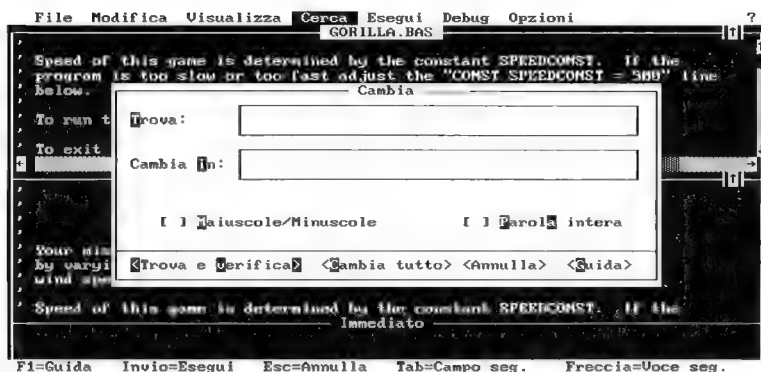 File Modifica Visualizza Cerca Esegui Debug Opzioni ?
GORILLA.BAS
' Speed of this game is determined by the constant SPEEDCONST. If the
' program is too slow or too fast adjust the "CONST SPEEDCONST = 500" line
' below.
' To run t
' To exit
Cambia
Trova:
Cambia In:
[ ] Maiuscole/Minuscole [ ] Parola intera
<Trova e Verifica> <Cambia tutto> <Annulla> <Guida>
Your mis
by varyi
wind spe
' Speed of this game is determined by the constant SPEEDCONST. If the
Immediato
F1=Guida Invio=Esegui Esc=Annulla Tab=Campo seg. Freccia=Voce seg.